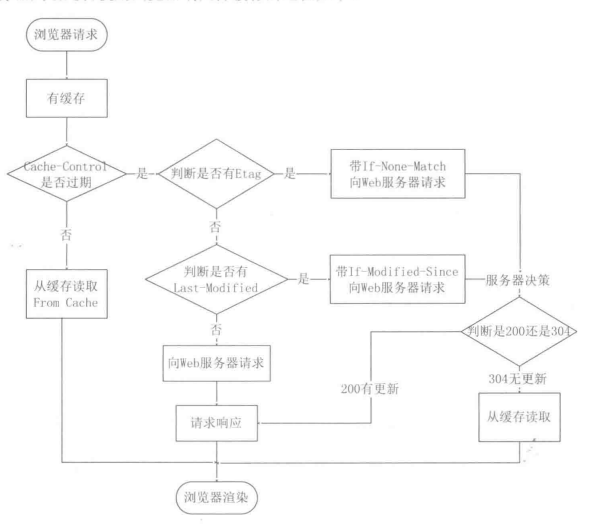 浏览器请求
有缓存
Cache-Control
是否过期
是
判断是否有Etag
是
带If-None-Match
向Web服务器请求
否
否
从缓存读取
From Cache
判断是否有
Last-Modified
是
带If-Modified-Since
向Web服务器请求
服务器决策
判断是200还是304
否
向Web服务器请求
200有更新
304无更新
请求响应
从缓存读取
浏览器渲染